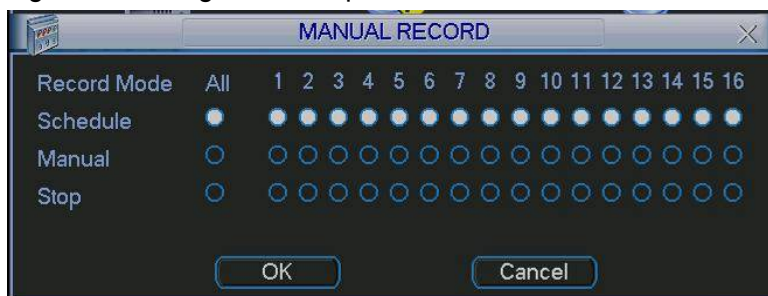 MANUAL RECORD
Record Mode All 1 2 3 4 5 6 7 8 9 10 11 12 13 14 15 16
Schedule
Manual
Stop
OK Cancel